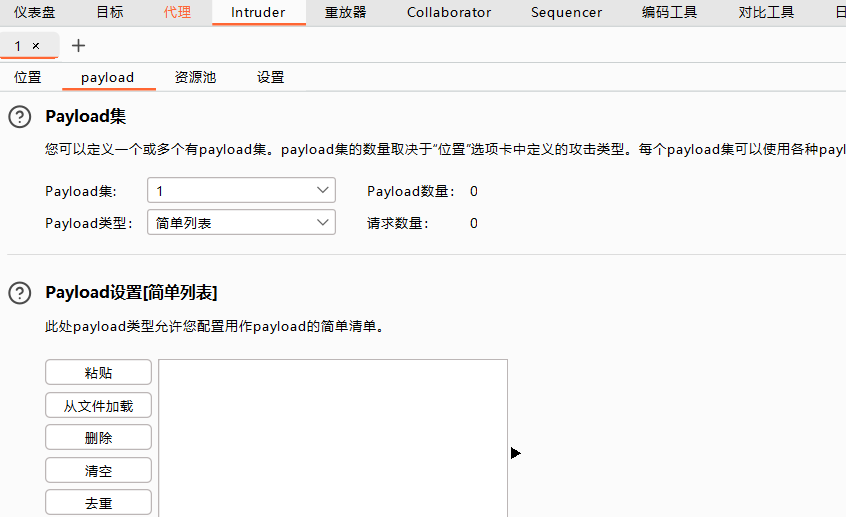 仪表盘 目标 代理 Intruder 重放器 Collaborator Sequencer 编码工具 对比工具 日
1 × +
位置 payload 资源池 设置
? Payload集
您可以定义一个或多个有payload集。payload集的数量取决于“位置”选项卡中定义的攻击类型。每个payload集可以使用各种payl
Payload集: 1 Payload数量: 0
Payload类型: 简单列表 请求数量: 0
? Payload设置[简单列表]
此处payload类型允许您配置用作payload的简单清单。
粘贴
从文件加载
删除
清空
去重